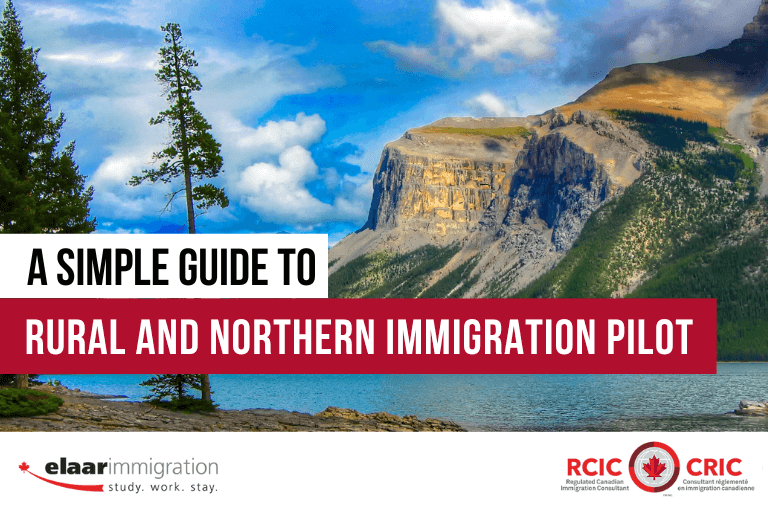 A SIMPLE GUIDE TO
RURAL AND NORTHERN IMMIGRATION PILOT
elaarimmigration
study. work. stay.
RCIC CRIC
Regulated Canadian
Immigration Consultant
Consultant réglementé
en immigration canadienne